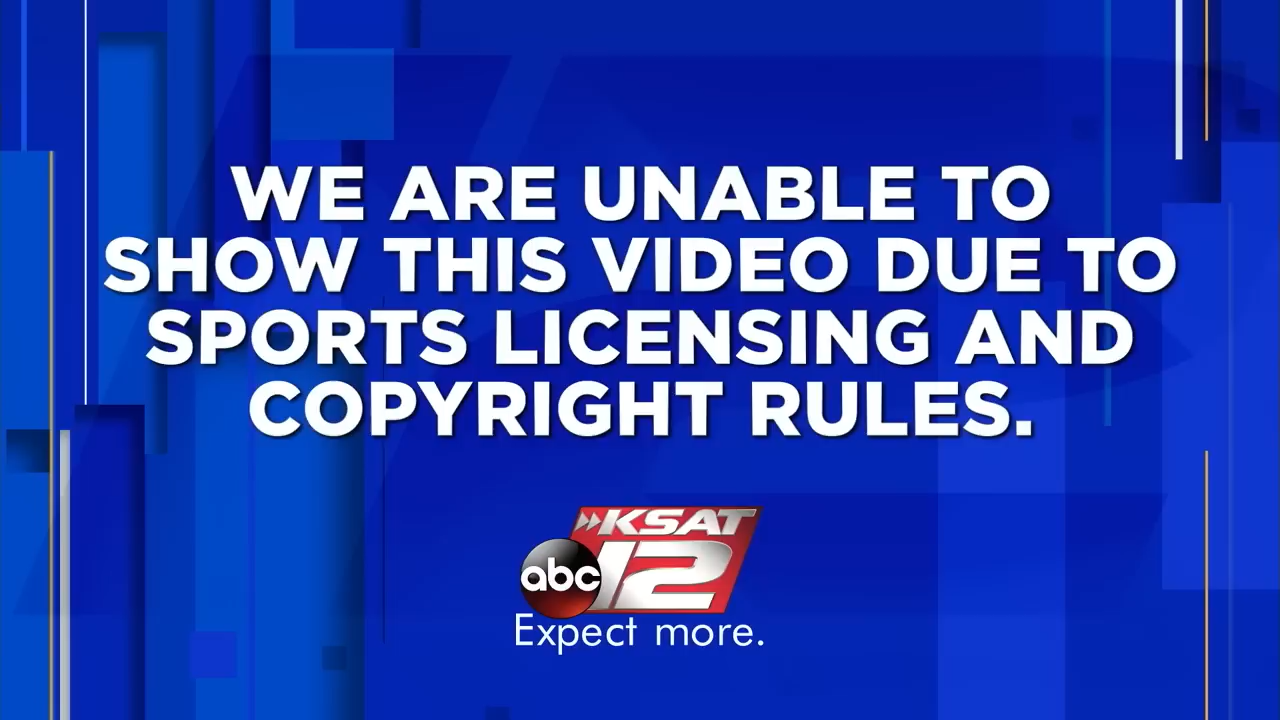 WE ARE UNABLE TO
SHOW THIS VIDEO DUE TO
SPORTS LICENSING AND
COPYRIGHT RULES.
KSAT
abc 12
Expect more.